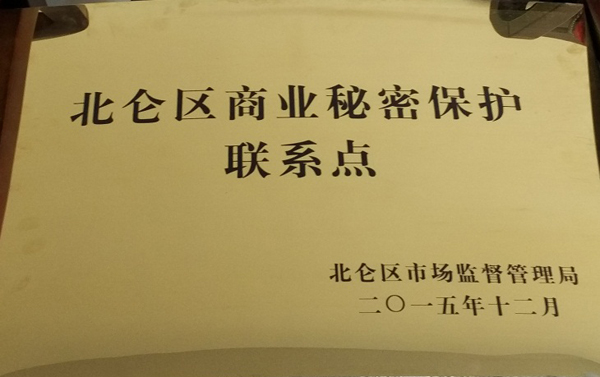 北仑区商业秘密保护
联系点
北仑区市场监督管理局
二〇一五年十二月